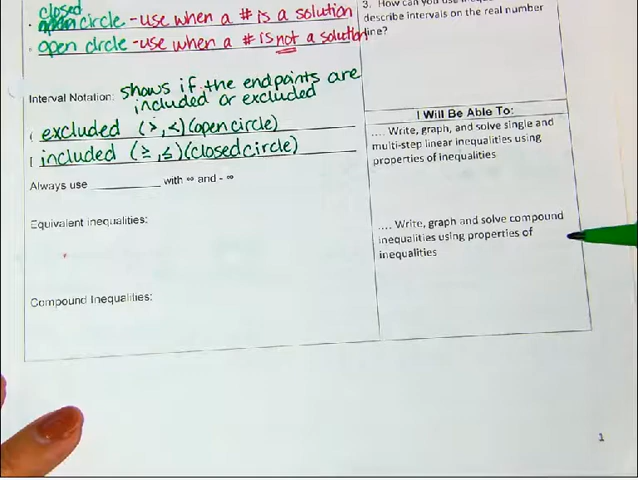 closed
circle - use when a # is a solution
open circle - use when a # is not a solution
Interval Notation: shows if the endpoints are
included or excluded
( excluded (>, <) (open circle)
[ included (≥, ≤) (closed circle)
Always use __________ with ∞ and - ∞
Equivalent inequalities:
Compound Inequalities:
3. How can you use
describe intervals on the real number
line?
I Will Be Able To:
.... Write, graph, and solve single and
multi-step linear inequalities using
properties of inequalities
.... Write, graph and solve compound
inequalities using properties of
inequalities
1